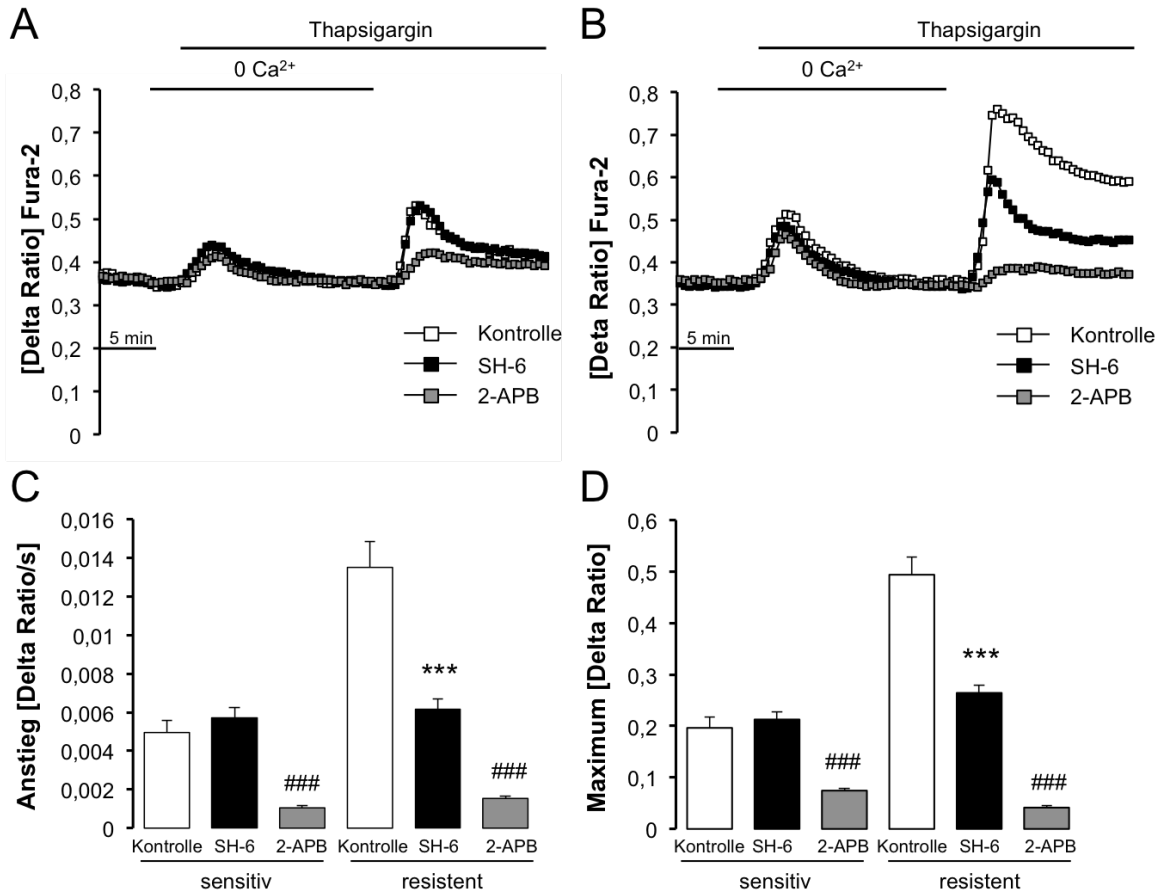 A
Thapsigargin
0 Ca²⁺
[Delta Ratio] Fura-2
0,8
0,7
0,6
0,5
0,4
0,3
0,2
0,1
0
5 min
Kontrolle
SH-6
2-APB
B
Thapsigargin
0 Ca²⁺
[Deta Ratio] Fura-2
0,8
0,7
0,6
0,5
0,4
0,3
0,2
0,1
0
5 min
Kontrolle
SH-6
2-APB
C
Anstieg [Delta Ratio/s]
0,016
0,014
0,012
0,01
0,008
0,006
0,004
0,002
0
###
***
###
Kontrolle SH-6 2-APB Kontrolle SH-6 2-APB
sensitiv resistent
D
Maximum [Delta Ratio]
0,6
0,5
0,4
0,3
0,2
0,1
0
###
***
###
Kontrolle SH-6 2-APB Kontrolle SH-6 2-APB
sensitiv resistent